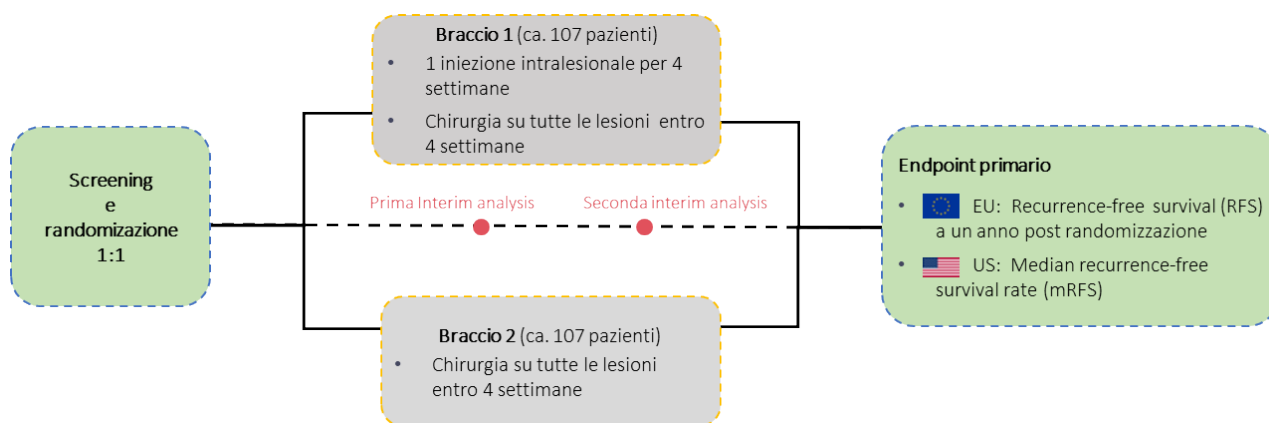 Screening
e
randomizazione
1:1
Braccio 1 (ca. 107 pazienti)
• 1 iniezione intralesionale per 4
settimane
• Chirurgia su tutte le lesioni entro
4 settimane
Prima Interim analysis
Seconda interim analysis
Braccio 2 (ca. 107 pazienti)
• Chirurgia su tutte le lesioni
entro 4 settimane
Endpoint primario
• EU: Recurrence-free survival (RFS)
a un anno post randomizzazione
• US: Median recurrence-free
survival rate (mRFS)